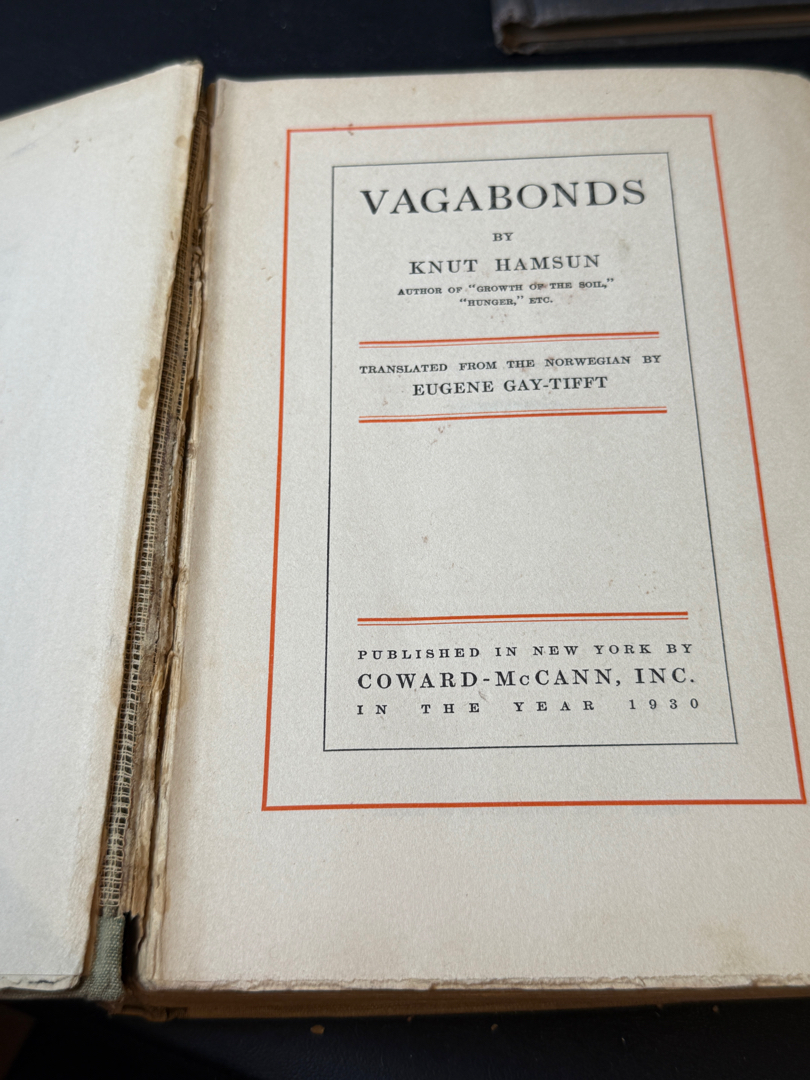 VAGABONDS
BY
KNUT HAMSUN
AUTHOR OF "GROWTH OF THE SOIL,"
"HUNGER," ETC.
TRANSLATED FROM THE NORWEGIAN BY
EUGENE GAY-TIFFT
PUBLISHED IN NEW YORK BY
COWARD-McCANN, INC.
IN THE YEAR 1930